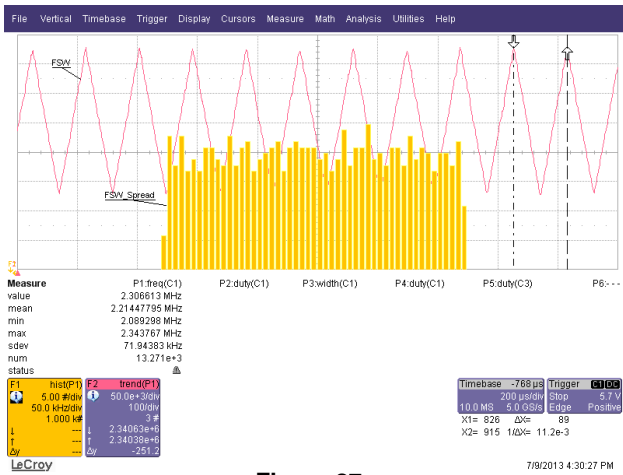 File Vertical Timebase Trigger Display Cursors Measure Math Analysis Utilities Help
FSW
FSW_Spread
F2
Measure P1:freq(C1) P2:duty(C1) P3:width(C1) P4:duty(C1) P5:duty(C3) P6:- - -
value 2.306613 MHz
mean 2.21447795 MHz
min 2.089298 MHz
max 2.343767 MHz
sdev 71.94383 kHz
num 13.271e+3
status
F1 hist(P1) F2 trend(P1)
5.00 #/div 50.0e+3/div
50.0 kHz/div 100/div
1.000 k# 3 #
↓ --- ↓ 2.34063e+6
↑ --- ↑ 2.34038e+6
Δy --- Δy -251.2
Timebase -768 µs Trigger C1 DC
200 µs/div Stop 5.7 V
10.0 MS 5.0 GS/s Edge Positive
X1= 826 ΔX= 89
X2= 915 1/ΔX= 11.2e-3
LeCroy
7/9/2013 4:30:27 PM